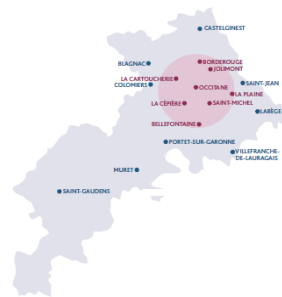 CASTELGINEST
BORDEROUGE
JOLIMONT
BLAGNAC
LA CARTOUCHERIE
COLOMIERS
SAINT-JEAN
OCCITANE
LA PLAINE
LA CÉPIÈRE
SAINT-MICHEL
LABÈGE
BELLEFONTAINE
PORTET-SUR-GARONNE
VILLEFRANCHE-
DE-LAURAGAIS
MURET
SAINT-GAUDENS